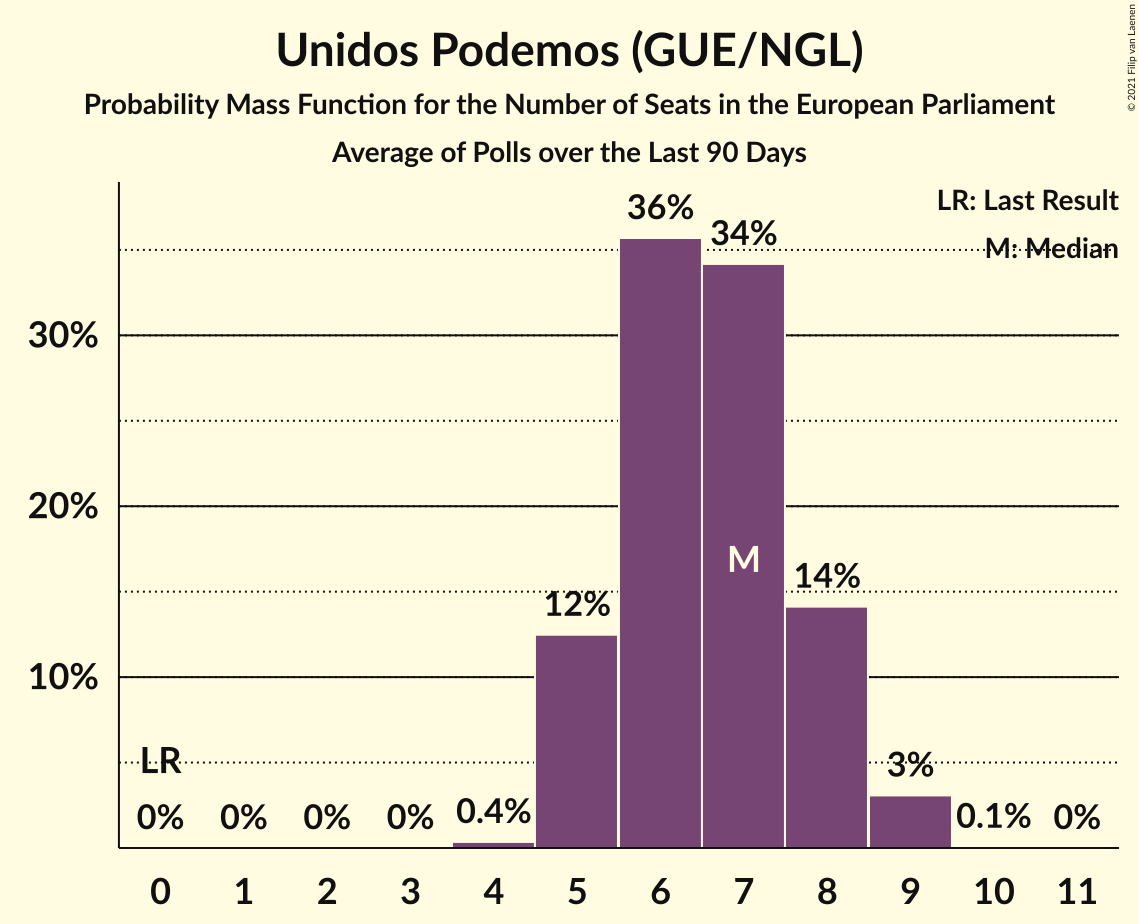 Unidos Podemos (GUE/NGL)
Probability Mass Function for the Number of Seats in the European Parliament
Average of Polls over the Last 90 Days
© 2021 Filip van Laenen
LR: Last Result
M: Median
36%
34%
30%
20%
M
14%
12%
10%
LR
3%
0%
0%
0%
0%
0.4%
0.1%
0%
0 1 2 3 4 5 6 7 8 9 10 11